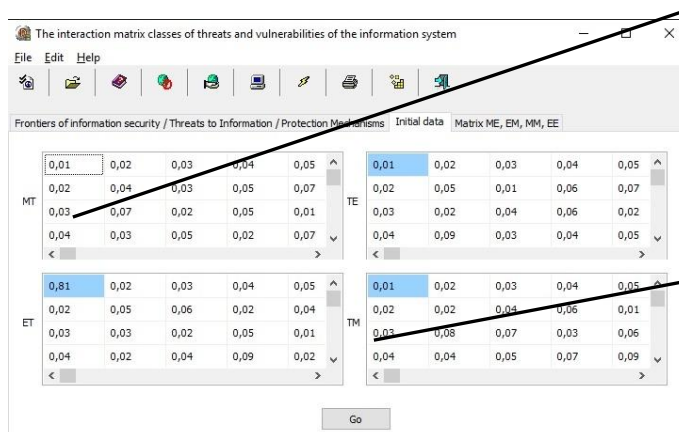 The interaction matrix classes of threats and vulnerabilities of the information system
File Edit Help
Frontiers of information security / Threats to Information / Protection Mechanisms Initial data Matrix ME, EM, MM, EE
MT
0,01 0,02 0,03 0,04 0,05
0,02 0,04 0,03 0,05 0,07
0,03 0,07 0,02 0,05 0,01
0,04 0,03 0,05 0,02 0,07
TE
0,01 0,02 0,03 0,04 0,05
0,02 0,05 0,01 0,06 0,07
0,03 0,02 0,04 0,06 0,02
0,04 0,09 0,03 0,04 0,05
ET
0,81 0,02 0,03 0,04 0,05
0,02 0,05 0,06 0,02 0,04
0,03 0,03 0,02 0,05 0,01
0,04 0,02 0,04 0,09 0,02
TM
0,01 0,02 0,03 0,04 0,05
0,02 0,02 0,04 0,06 0,01
0,03 0,08 0,07 0,03 0,06
0,04 0,04 0,05 0,07 0,09
Go